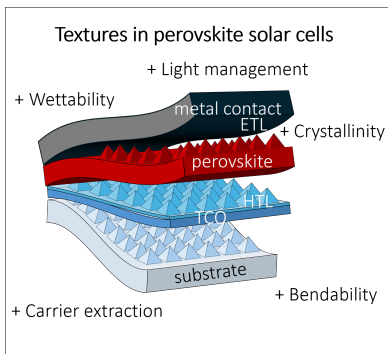 Textures in perovskite solar cells
+ Light management
+ Wettability
metal contact
ETL
+ Crystallinity
perovskite
HTL
TCO
substrate
+ Bendability
+ Carrier extraction